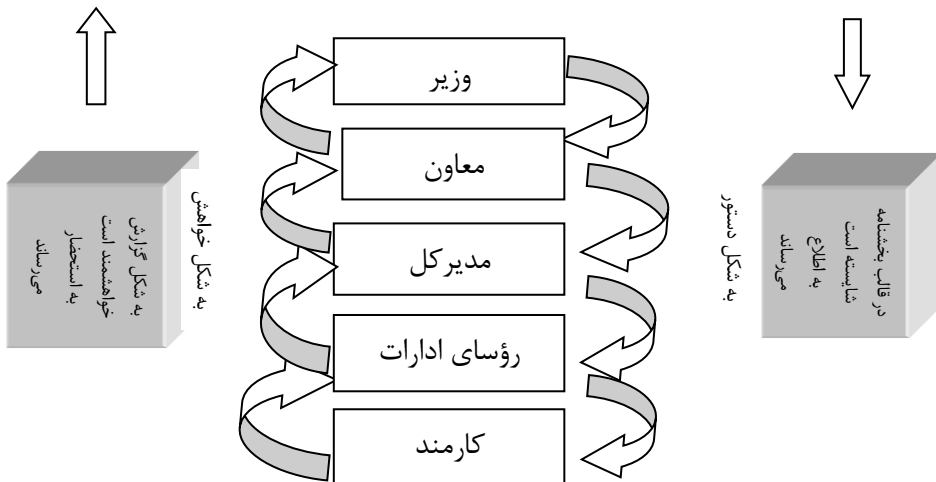 وزیر
معاون
مدیرکل
رؤسای ادارات
کارمند
به شکل دستور
در قالب بخشنامه
شایسته است
به اطلاع
می‌رساند
به شکل خواهش
به شکل گزارش
خواهشمند است
به استحضار
می‌رساند